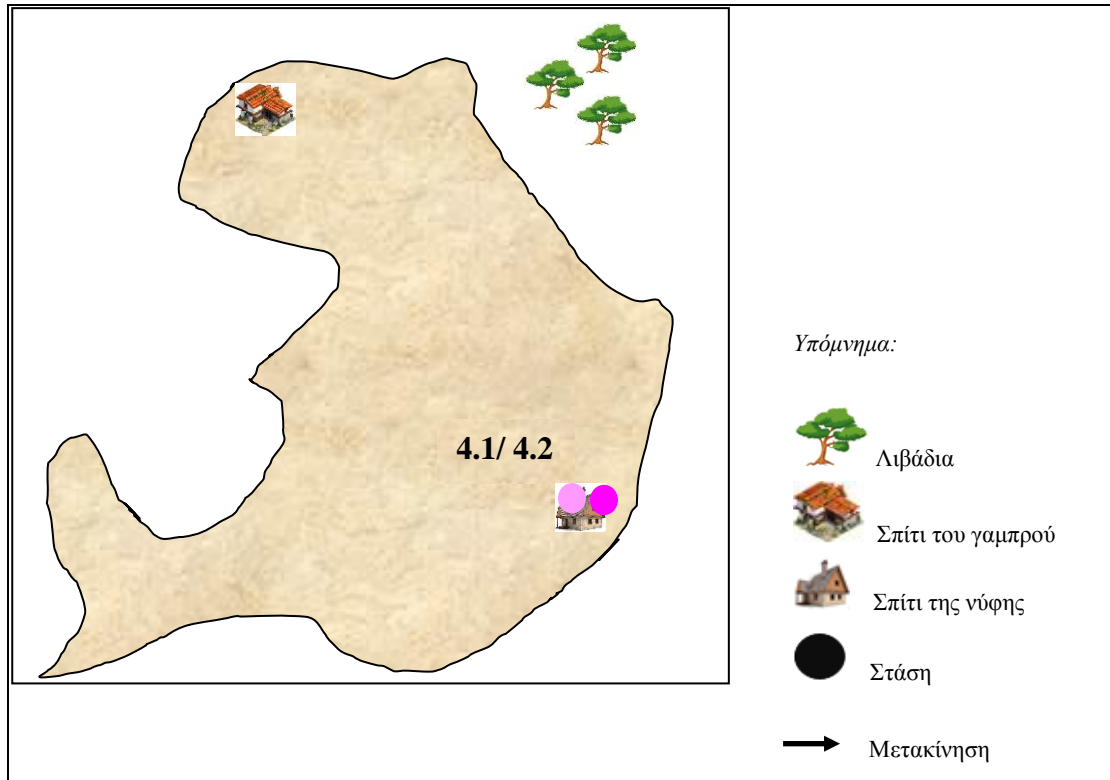 4.1/ 4.2
Υπόμνημα:
Λιβάδια
Σπίτι του γαμπρού
Σπίτι της νύφης
Στάση
Μετακίνηση